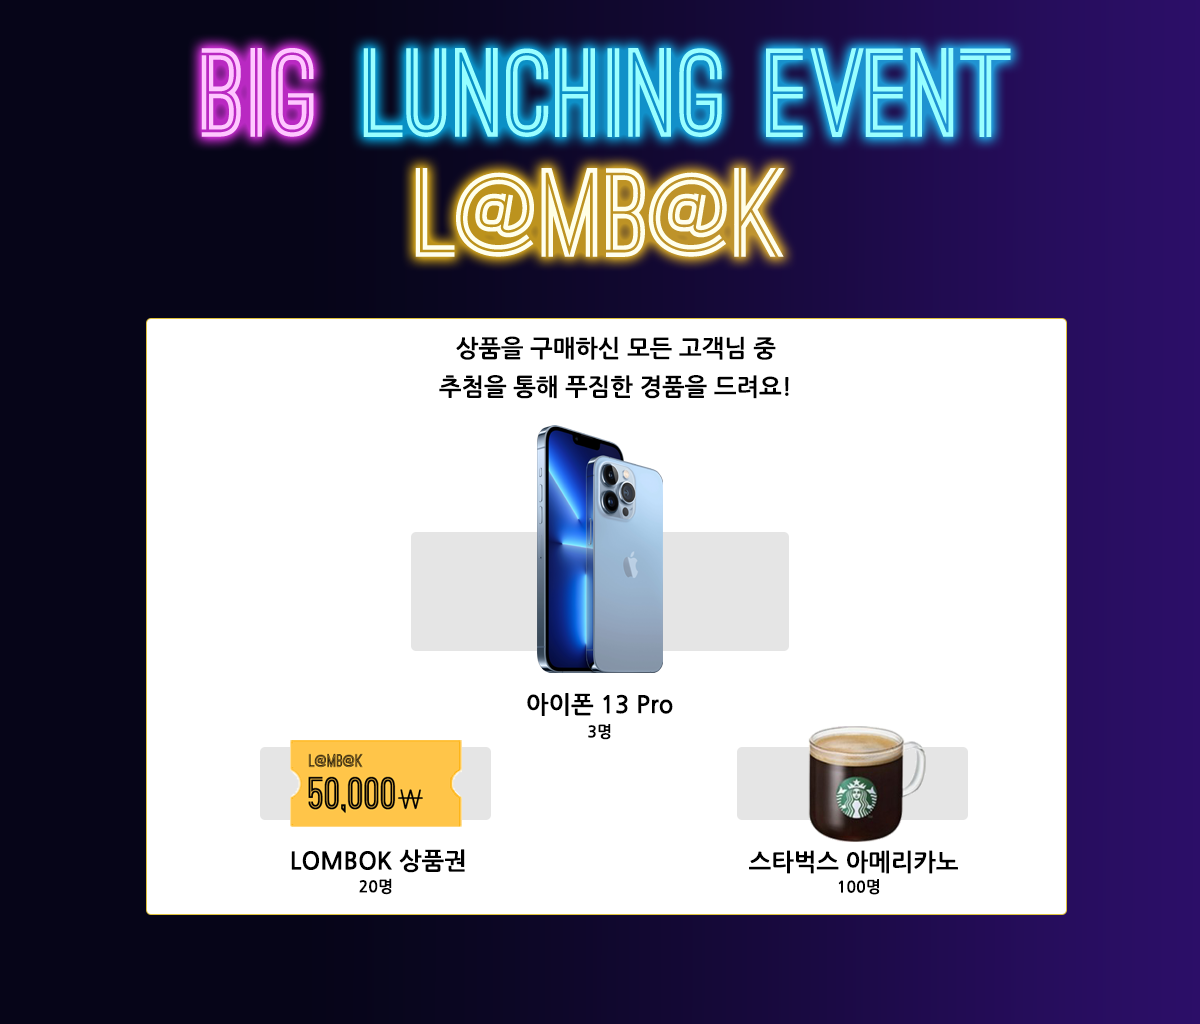 BIG LUNCHING EVENT
L@MB@K
상품을 구매하신 모든 고객님 중
추첨을 통해 푸짐한 경품을 드려요!
아이폰 13 Pro
3명
L@MB@K
50,000₩
LOMBOK 상품권
20명
스타벅스 아메리카노
100명